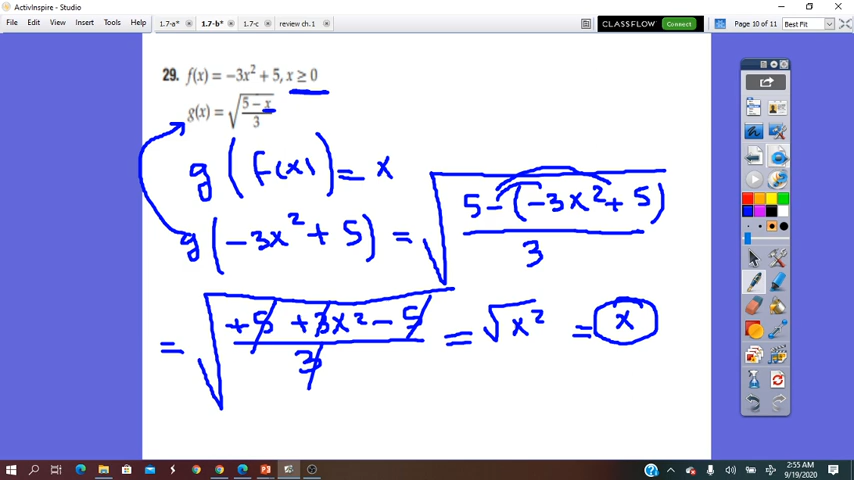 ActivInspire - Studio
File Edit View Insert Tools Help
1.7-a* 1.7-b* 1.7-c review ch.1
CLASSFLOW Connect
Page 10 of 11 Best Fit
29. f(x) = −3x² + 5, x ≥ 0
g(x) = √((5 − x)/3)
g(f(x)) = x
g(−3x² + 5) = √((5 − (−3x² + 5))/3)
= √((+5 + 3x² − 5)/3) = √x² = x
2:55 AM
9/19/2020